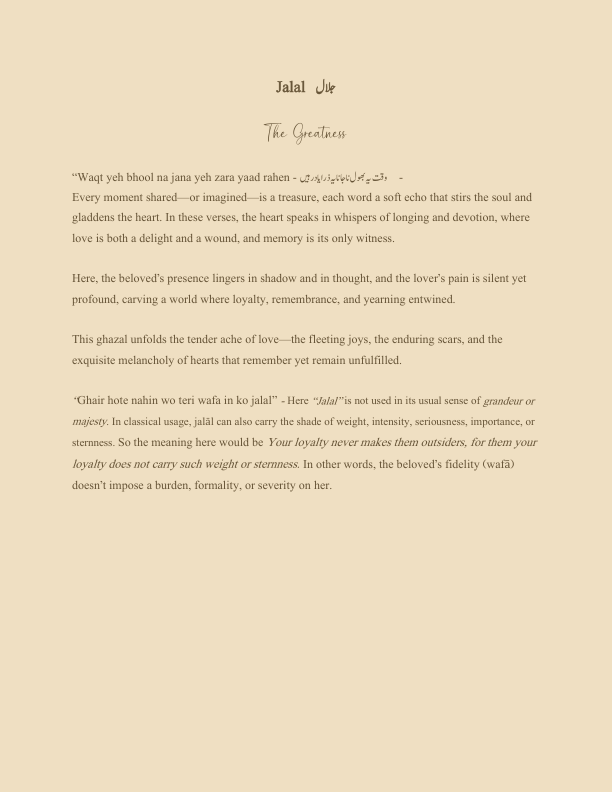 Jalal جلال
The Greatness
“Waqt yeh bhool na jana yeh zara yaad rahen - وقت یہ بھول نا جانا یہ ذرا یاد رہیں -
Every moment shared—or imagined—is a treasure, each word a soft echo that stirs the soul and
gladdens the heart. In these verses, the heart speaks in whispers of longing and devotion, where
love is both a delight and a wound, and memory is its only witness.
Here, the beloved’s presence lingers in shadow and in thought, and the lover’s pain is silent yet
profound, carving a world where loyalty, remembrance, and yearning entwined.
This ghazal unfolds the tender ache of love—the fleeting joys, the enduring scars, and the
exquisite melancholy of hearts that remember yet remain unfulfilled.
‘Ghair hote nahin wo teri wafa in ko jalal” - Here “Jalal” is not used in its usual sense of grandeur or
majesty. In classical usage, jalāl can also carry the shade of weight, intensity, seriousness, importance, or
sternness. So the meaning here would be Your loyalty never makes them outsiders, for them your
loyalty does not carry such weight or sternness. In other words, the beloved’s fidelity (wafā)
doesn’t impose a burden, formality, or severity on her.